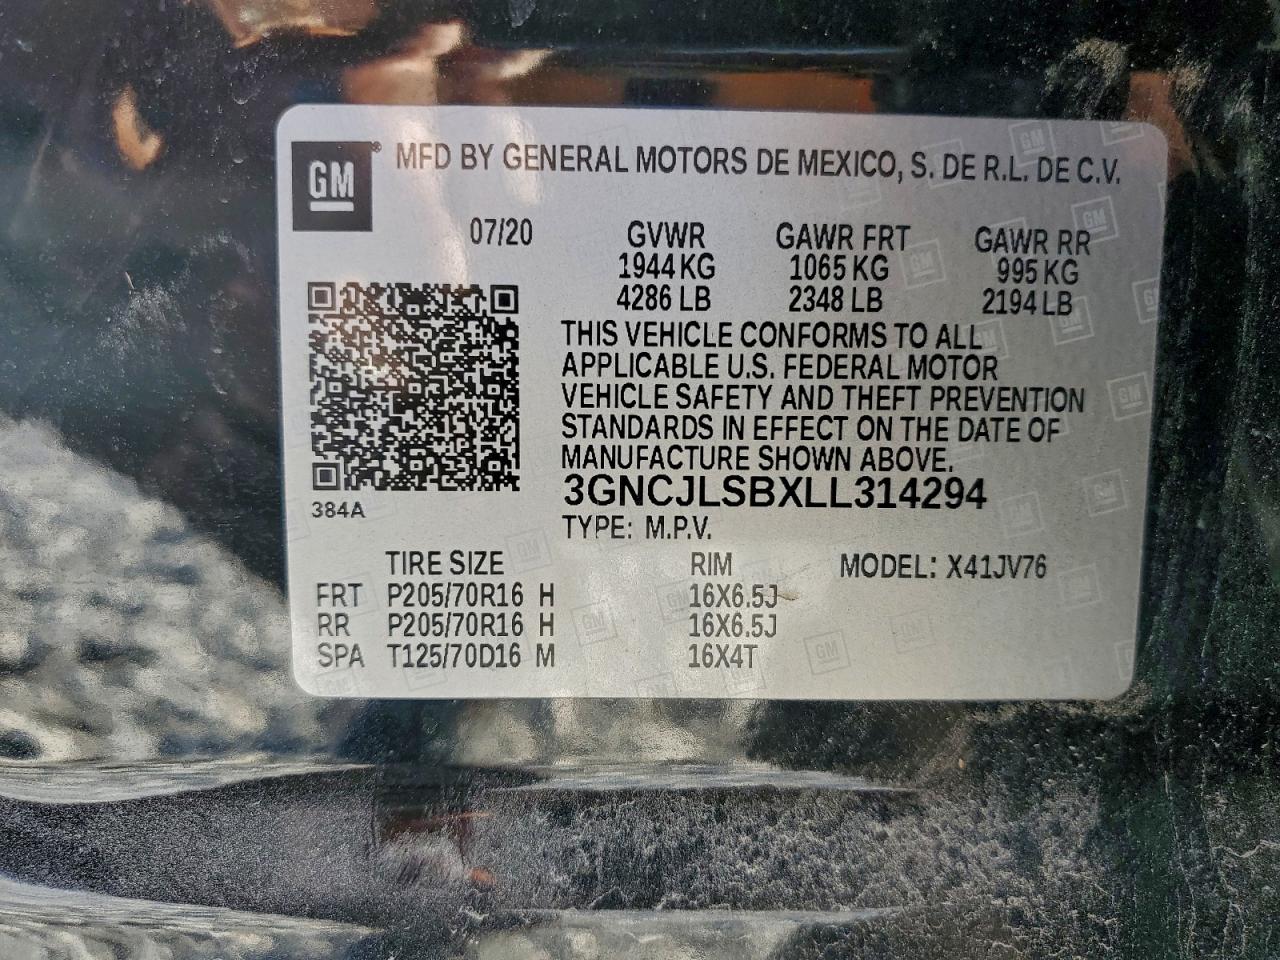 GM® MFD BY GENERAL MOTORS DE MEXICO, S. DE R.L. DE C.V.
07/20 GVWR GAWR FRT GAWR RR
1944 KG 1065 KG 995 KG
4286 LB 2348 LB 2194 LB
THIS VEHICLE CONFORMS TO ALL
APPLICABLE U.S. FEDERAL MOTOR
VEHICLE SAFETY AND THEFT PREVENTION
STANDARDS IN EFFECT ON THE DATE OF
MANUFACTURE SHOWN ABOVE.
3GNCJLSBXLL314294
384A
TYPE: M.P.V.
TIRE SIZE RIM MODEL: X41JV76
FRT P205/70R16 H 16X6.5J
RR P205/70R16 H 16X6.5J
SPA T125/70D16 M 16X4T